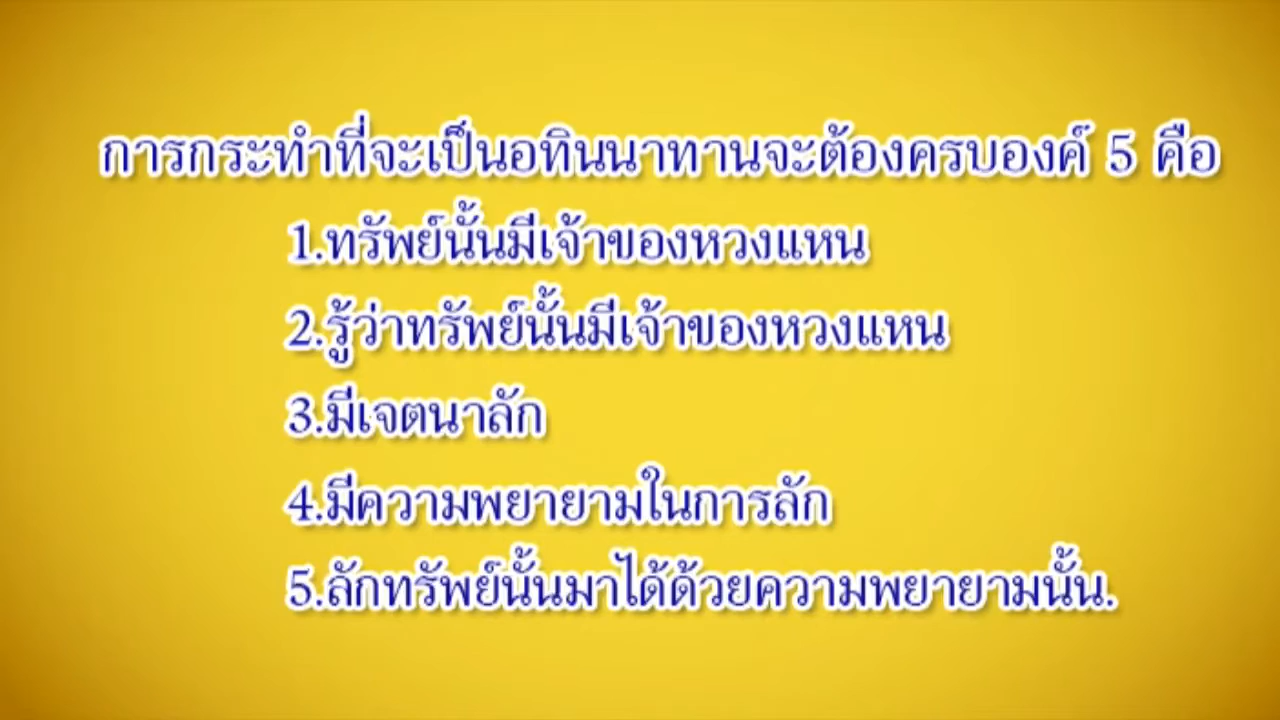 การกระทำที่จะเป็นอทินนาทานจะต้องครบองค์ 5 คือ
1.ทรัพย์นั้นมีเจ้าของหวงแหน
2.รู้ว่าทรัพย์นั้นมีเจ้าของหวงแหน
3.มีเจตนาลัก
4.มีความพยายามในการลัก
5.ลักทรัพย์นั้นมาได้ด้วยความพยายามนั้น.